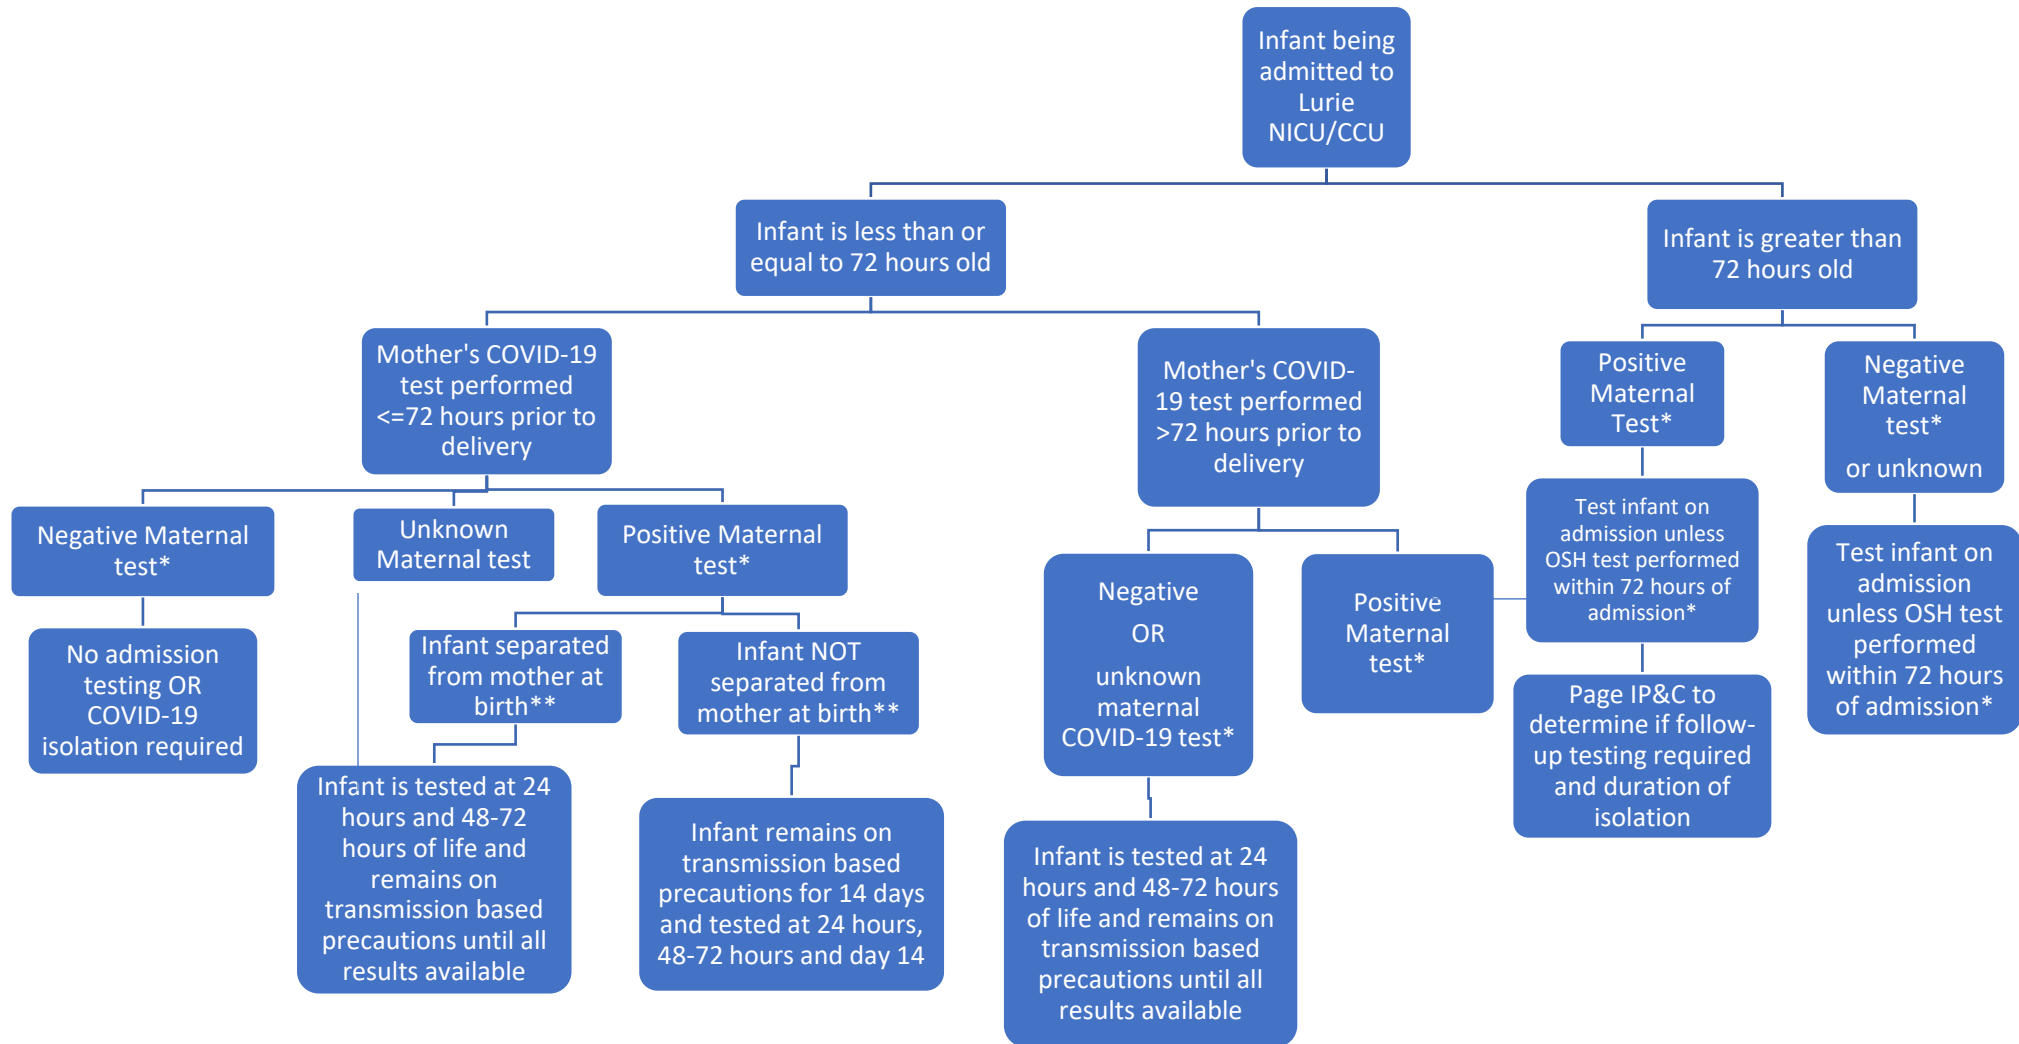 Infant being
admitted to
Lurie
NICU/CCU
Infant is less than or
equal to 72 hours old
Infant is greater than
72 hours old
Mother's COVID-19
test performed
<=72 hours prior to
delivery
Mother's COVID-
19 test performed
>72 hours prior to
delivery
Positive
Maternal
Test*
Negative
Maternal
test*
or unknown
Negative Maternal
test*
Unknown
Maternal test
Positive Maternal
test*
Negative
OR
unknown
maternal
COVID-19 test*
Positive
Maternal
test*
Test infant on
admission unless
OSH test performed
within 72 hours of
admission*
Test infant on
admission
unless OSH test
performed
within 72 hours
of admission*
No admission
testing OR
COVID-19
isolation required
Infant separated
from mother at
birth**
Infant NOT
separated from
mother at birth**
Page IP&C to
determine if follow-
up testing required
and duration of
isolation
Infant is tested at 24
hours and 48-72
hours of life and
remains on
transmission based
precautions until all
results available
Infant remains on
transmission based
precautions for 14 days
and tested at 24 hours,
48-72 hours and day 14
Infant is tested at 24
hours and 48-72 hours
of life and remains on
transmission based
precautions until all
results available